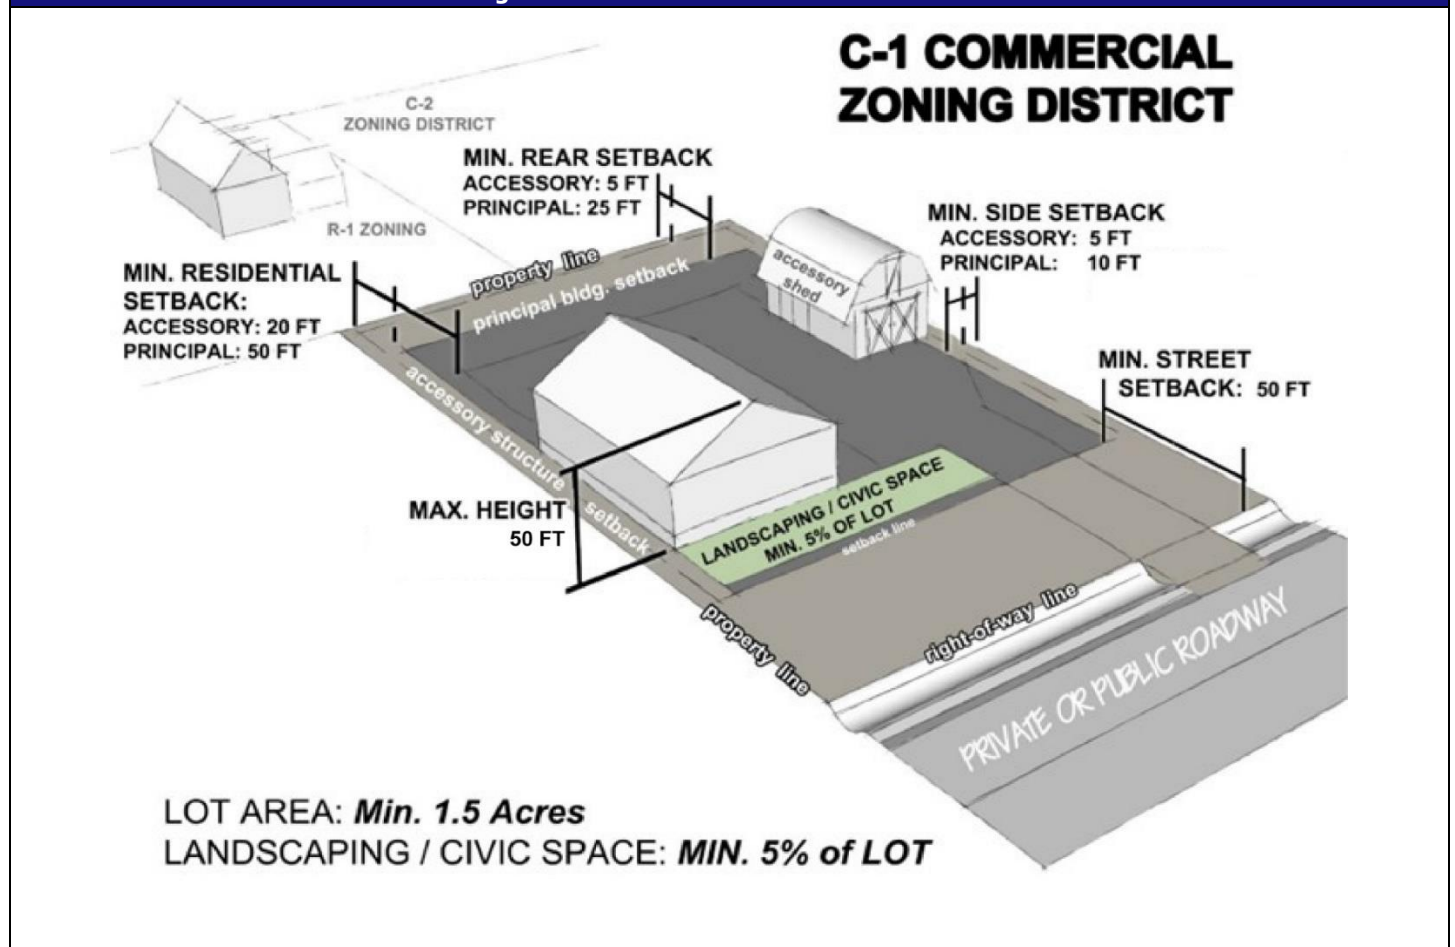 C-1 COMMERCIAL
ZONING DISTRICT
C-2
ZONING DISTRICT
MIN. REAR SETBACK
ACCESSORY: 5 FT
PRINCIPAL: 25 FT
R-1 ZONING
MIN. SIDE SETBACK
ACCESSORY: 5 FT
PRINCIPAL: 10 FT
MIN. RESIDENTIAL
SETBACK:
ACCESSORY: 20 FT
PRINCIPAL: 50 FT
property line
principal bldg. setback
accessory
shed
MIN. STREET
SETBACK: 50 FT
accessory structure setback
MAX. HEIGHT
50 FT
LANDSCAPING / CIVIC SPACE
MIN. 5% OF LOT
setback line
property line
right-of-way line
PRIVATE OR PUBLIC ROADWAY
LOT AREA: Min. 1.5 Acres
LANDSCAPING / CIVIC SPACE: MIN. 5% of LOT